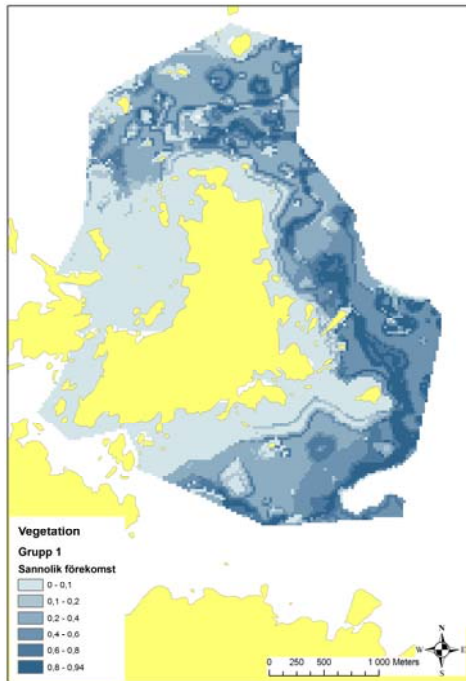 Vegetation
Grupp 1
Sannolik förekomst
0 - 0,1
0,1 - 0,2
0,2 - 0,4
0,4 - 0,6
0,6 - 0,8
0,8 - 0,94
N
W E
S
0 250 500 1 000 Meters